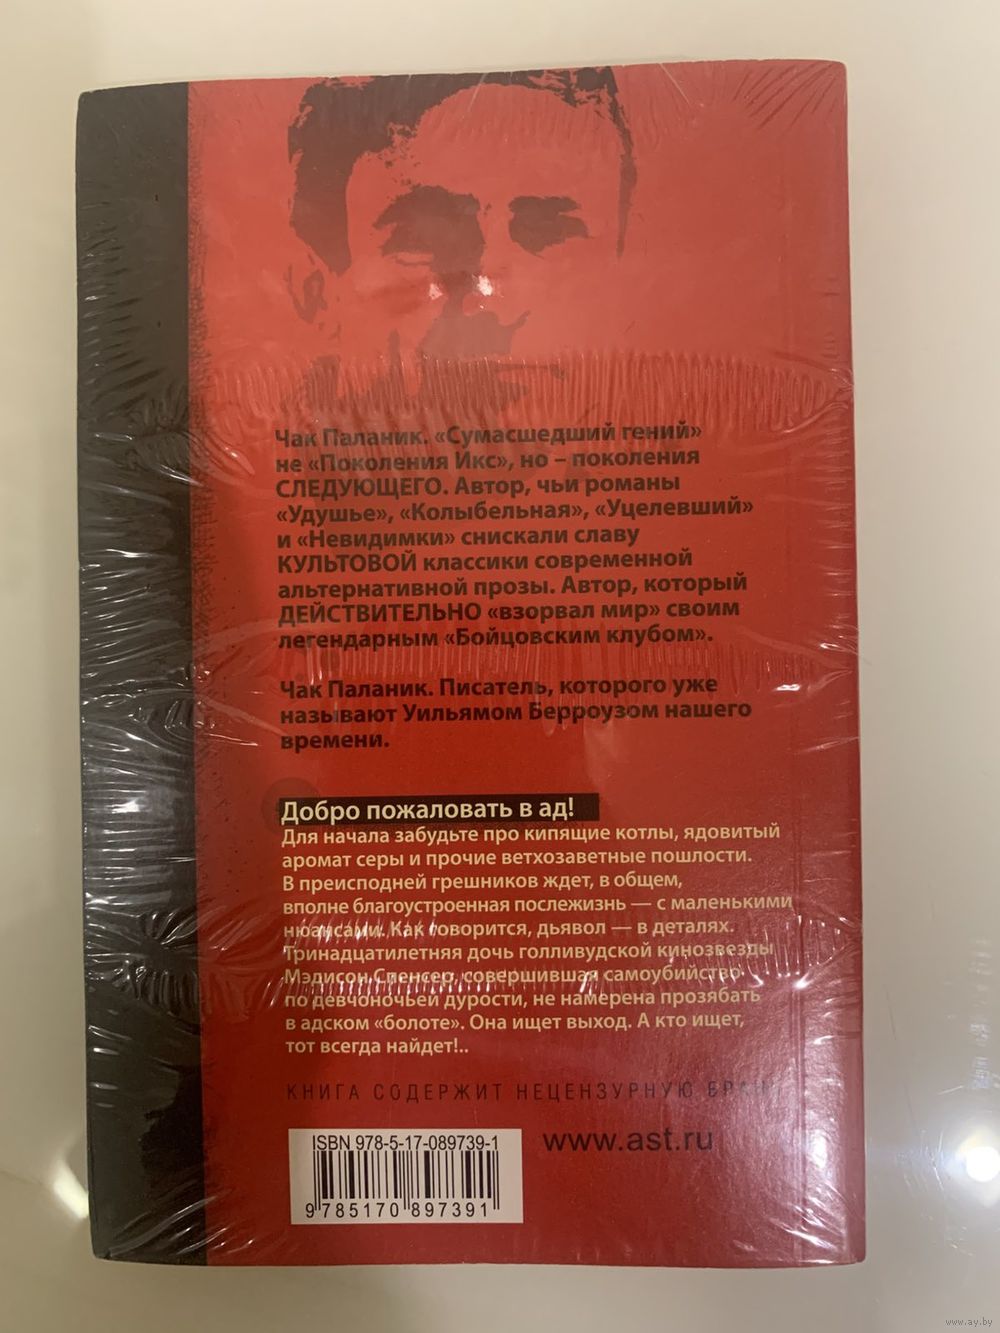 Чак Паланик. «Сумасшедший гений»
не «Поколения Икс», но – поколения
СЛЕДУЮЩЕГО. Автор, чьи романы
«Удушье», «Колыбельная», «Уцелевший»
и «Невидимки» снискали славу
КУЛЬТОВОЙ классики современной
альтернативной прозы. Автор, который
ДЕЙСТВИТЕЛЬНО «взорвал мир» своим
легендарным «Бойцовским клубом».
Чак Паланик. Писатель, которого уже
называют Уильямом Берроузом нашего
времени.
Добро пожаловать в ад!
Для начала забудьте про кипящие котлы, ядовитый
аромат серы и прочие ветхозаветные пошлости.
В преисподней грешников ждет, в общем,
вполне благоустроенная послежизнь — с маленькими
нюансами. Как говорится, дьявол — в деталях.
Тринадцатилетняя дочь голливудской кинозвезды
Мэдисон Спенсер, совершившая самоубийство
по девчоночьей дурости, не намерена прозябать
в адском «болоте». Она ищет выход. А кто ищет,
тот всегда найдет!..
КНИГА СОДЕРЖИТ НЕЦЕНЗУРНУЮ БРАНЬ
ISBN 978-5-17-089739-1
www.ast.ru
9 785170 897391
www.ay.by